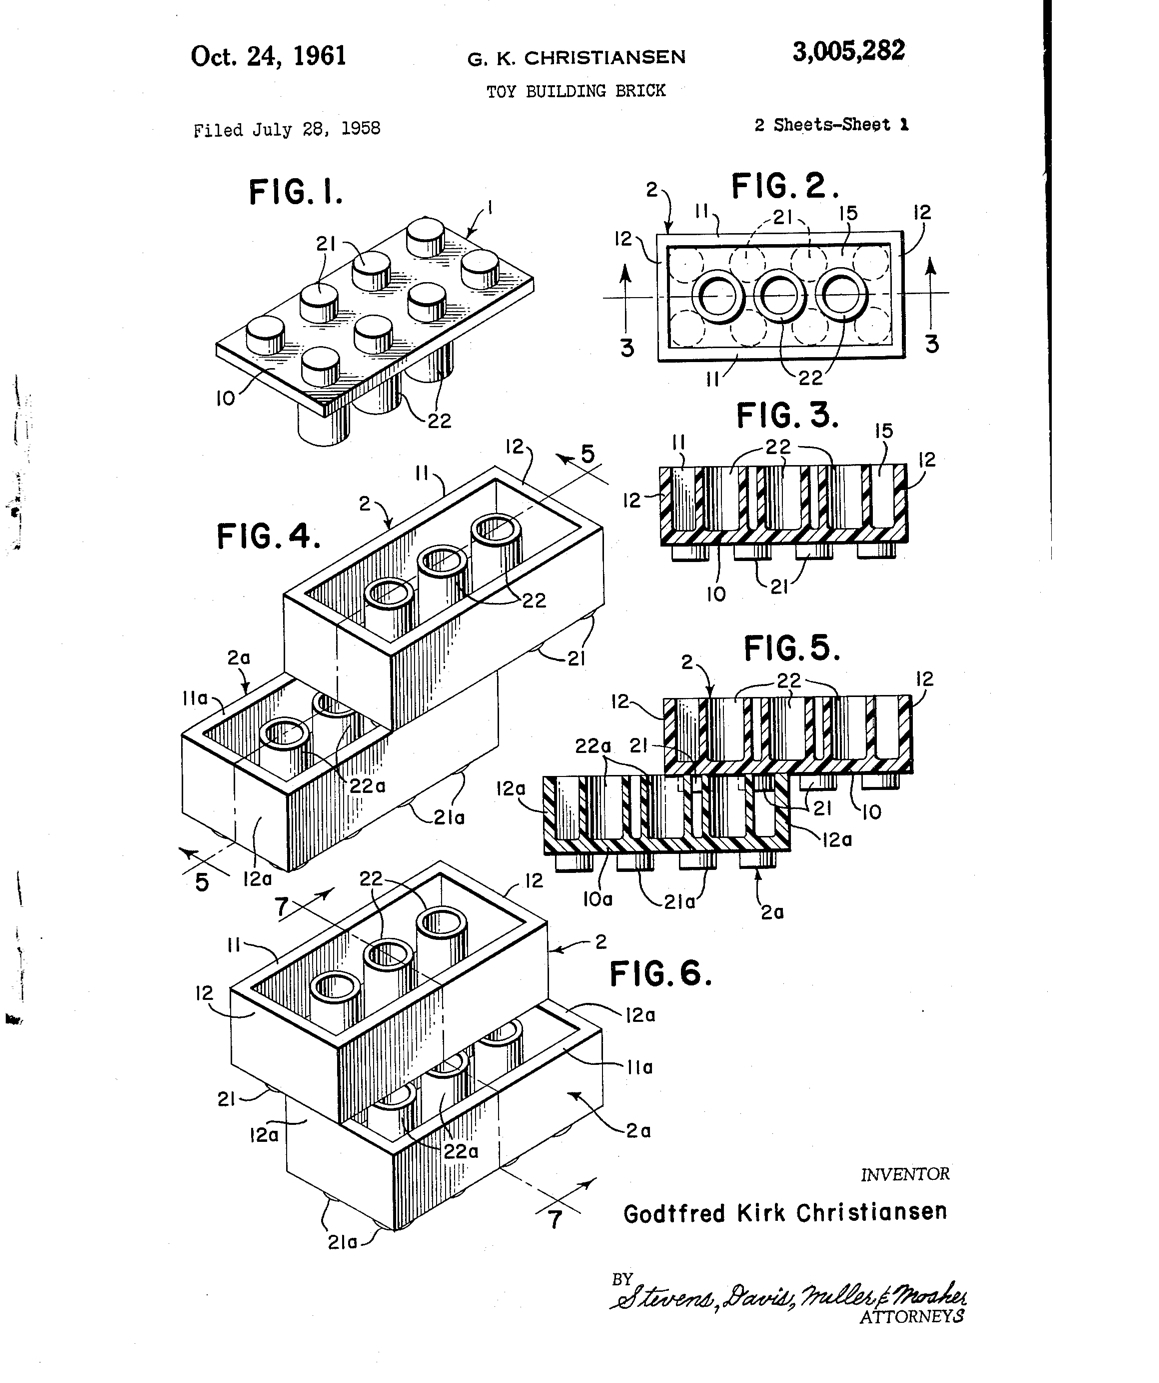 Oct. 24, 1961
G. K. CHRISTIANSEN
3,005,282
TOY BUILDING BRICK
Filed July 28, 1958
2 Sheets-Sheet 1
FIG. 1.
1
21
10
22
FIG. 2.
2
11
21
15
12
12
3
3
11
22
FIG. 3.
11
22
15
12
12
10
21
FIG. 4.
5
12
11
2
22
21
2a
11a
22a
21a
12a
5
FIG. 5.
2
22
12
12
22a
21
12a
21
10
12a
10a
21a
2a
FIG. 6.
7
22
12
11
2
12
12a
11a
21
12a
22a
2a
21a
7
INVENTOR
Godtfred Kirk Christiansen
BY
Stevens, Davis, Miller & Mosher
ATTORNEYS